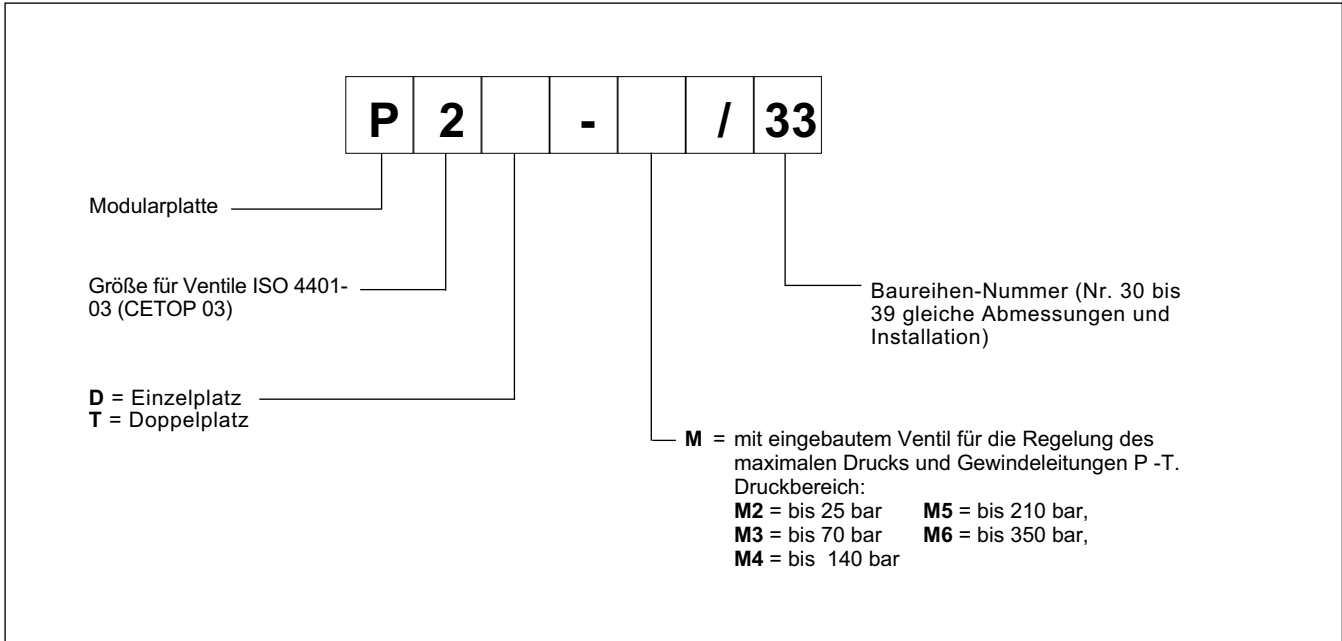 P 2 - / 33
Modularplatte
Größe für Ventile ISO 4401-
03 (CETOP 03)
Baureihen-Nummer (Nr. 30 bis
39 gleiche Abmessungen und
Installation)
D = Einzelplatz
T = Doppelplatz
M = mit eingebautem Ventil für die Regelung des
maximalen Drucks und Gewindeleitungen P -T.
Druckbereich:
M2 = bis 25 bar M5 = bis 210 bar,
M3 = bis 70 bar M6 = bis 350 bar,
M4 = bis 140 bar